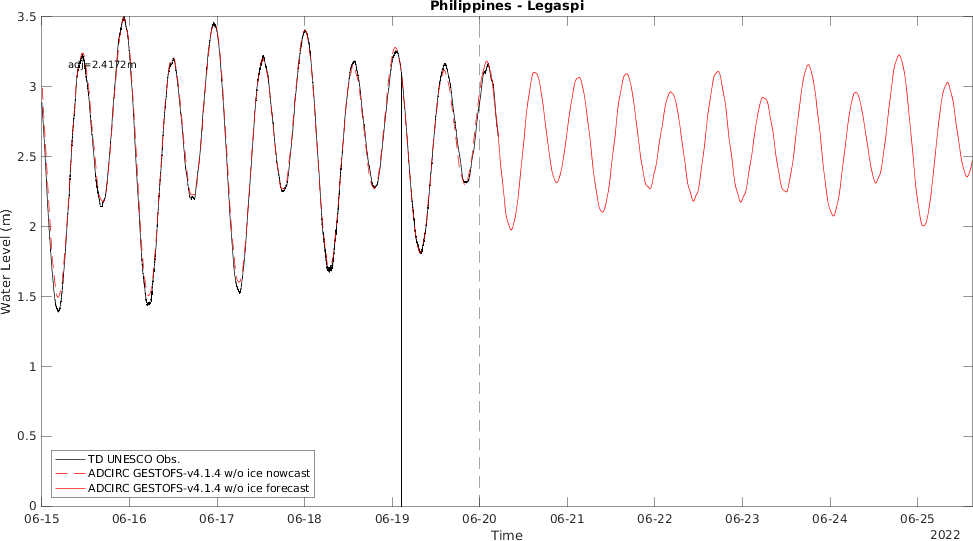 Philippines - Legaspi
3.5
adj=2.4172m
3
2.5
2
1.5
1
0.5
0
Water Level (m)
TD UNESCO Obs.
ADCIRC GESTOFS-v4.1.4 w/o ice nowcast
ADCIRC GESTOFS-v4.1.4 w/o ice forecast
06-15 06-16 06-17 06-18 06-19 06-20 06-21 06-22 06-23 06-24 06-25
Time
2022